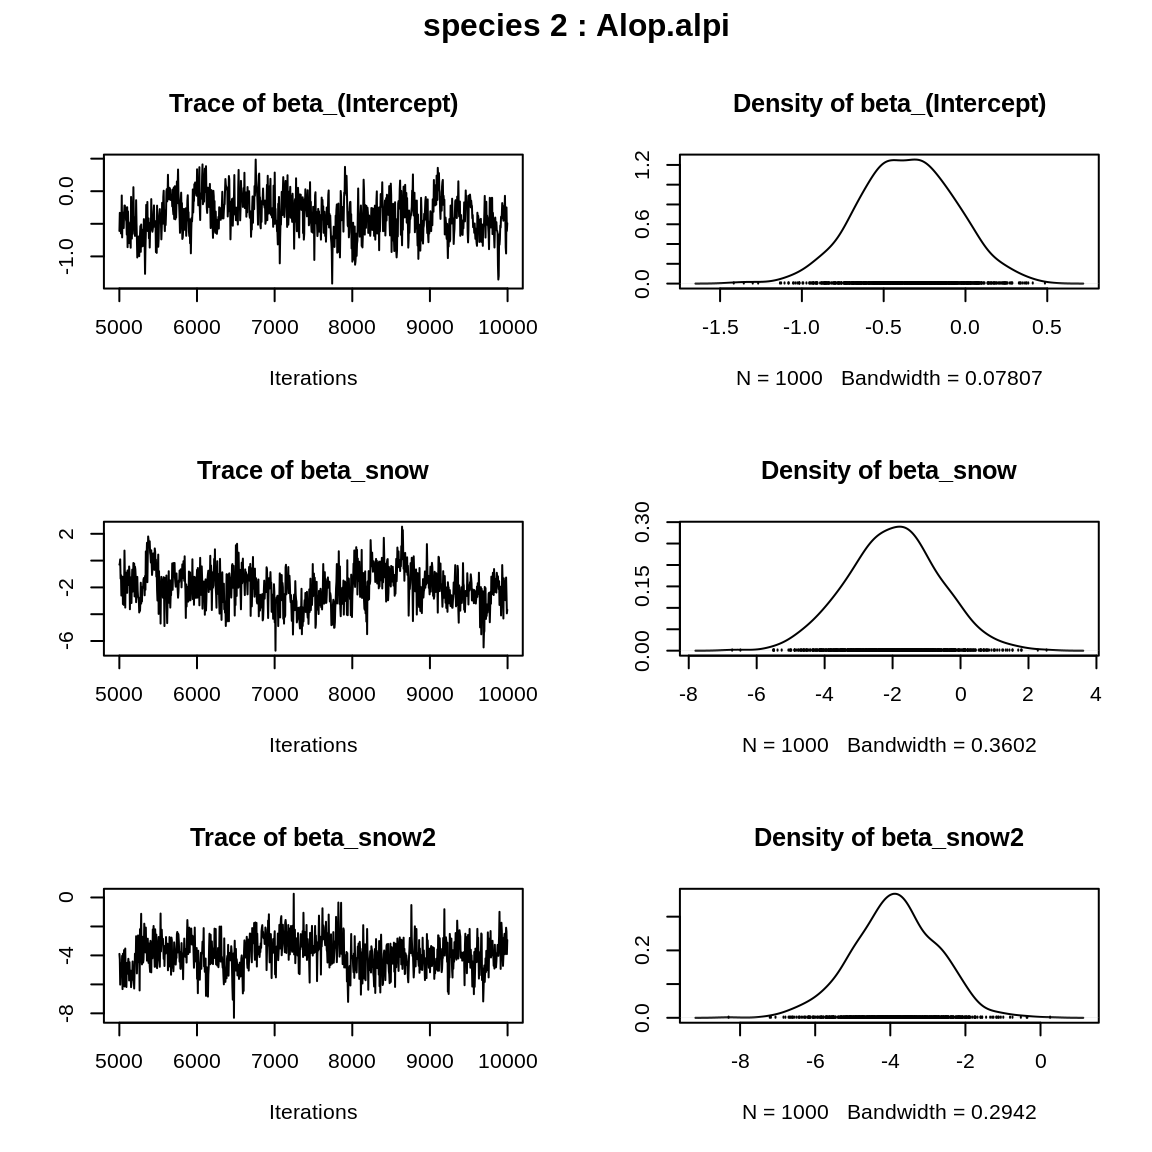 species 2 : Alop.alpi
Trace of beta_(Intercept)
0.0
-1.0
5000 6000 7000 8000 9000 10000
Iterations
Density of beta_(Intercept)
1.2
0.6
0.0
-1.5 -1.0 -0.5 0.0 0.5
N = 1000 Bandwidth = 0.07807
Trace of beta_snow
2
-2
-6
5000 6000 7000 8000 9000 10000
Iterations
Density of beta_snow
0.30
0.15
0.00
-8 -6 -4 -2 0 2 4
N = 1000 Bandwidth = 0.3602
Trace of beta_snow2
0
-4
-8
5000 6000 7000 8000 9000 10000
Iterations
Density of beta_snow2
0.2
0.0
-8 -6 -4 -2 0
N = 1000 Bandwidth = 0.2942